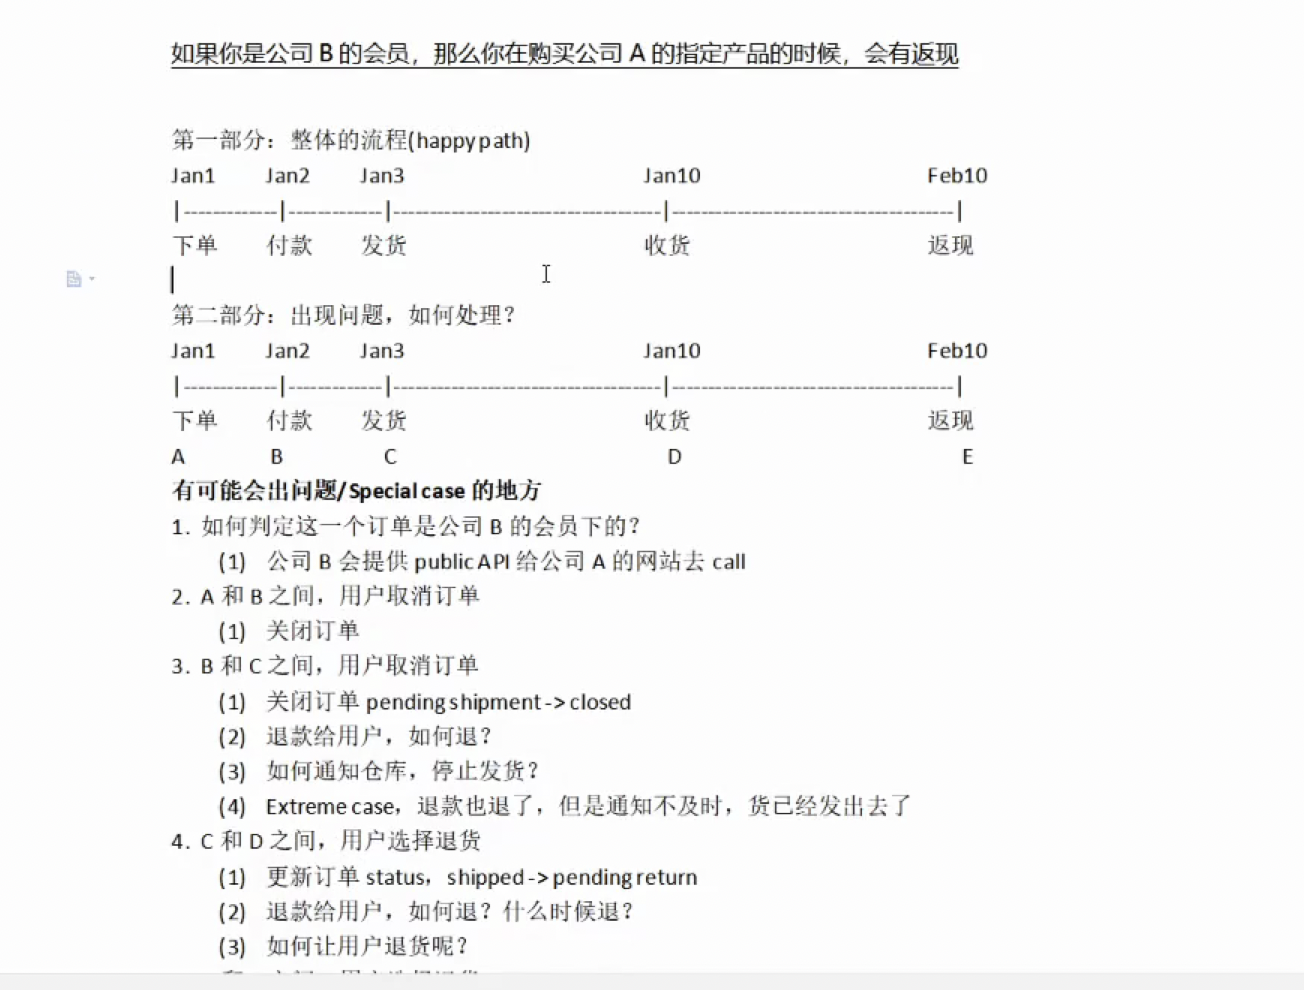 如果你是公司 B 的会员，那么你在购买公司 A 的指定产品的时候，会有返现
第一部分：整体的流程(happy path)
Jan1 Jan2 Jan3 Jan10 Feb10
|-------------|-------------|------------------------------------|--------------------------------------|
下单 付款 发货 收货 返现
第二部分：出现问题，如何处理？
Jan1 Jan2 Jan3 Jan10 Feb10
|-------------|-------------|------------------------------------|--------------------------------------|
下单 付款 发货 收货 返现
A B C D E
有可能会出问题/Special case 的地方
1. 如何判定这一个订单是公司 B 的会员下的？
(1) 公司 B 会提供 public API 给公司 A 的网站去 call
2. A 和 B 之间，用户取消订单
(1) 关闭订单
3. B 和 C 之间，用户取消订单
(1) 关闭订单 pending shipment -> closed
(2) 退款给用户，如何退？
(3) 如何通知仓库，停止发货？
(4) Extreme case，退款也退了，但是通知不及时，货已经发出去了
4. C 和 D 之间，用户选择退货
(1) 更新订单 status，shipped -> pending return
(2) 退款给用户，如何退？什么时候退？
(3) 如何让用户退货呢？